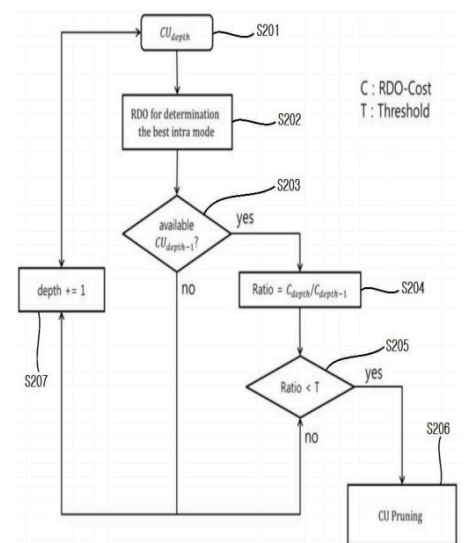 CU_depth
S201
C : RDO-Cost
T : Threshold
RDO for determination
the best intra mode
S202
S203
available
CU_depth−1?
yes
no
depth += 1
S207
Ratio = C_depth/C_depth−1
S204
S205
Ratio < T
yes
no
S206
CU Pruning